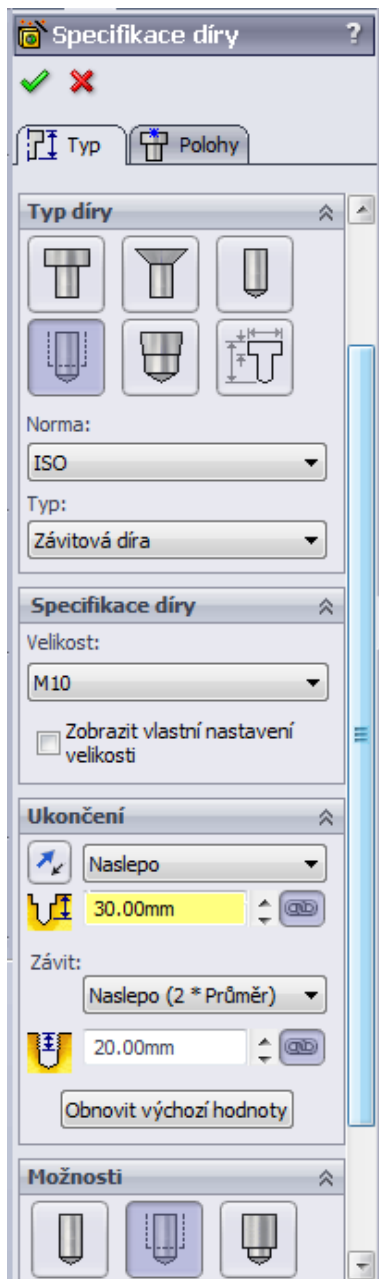 Specifikace díry ?
Typ Polohy
Typ díry
Norma:
ISO
Typ:
Závitová díra
Specifikace díry
Velikost:
M10
Zobrazit vlastní nastavení
velikosti
Ukončení
Naslepo
30.00mm
Závit:
Naslepo (2 * Průměr)
20.00mm
Obnovit výchozí hodnoty
Možnosti